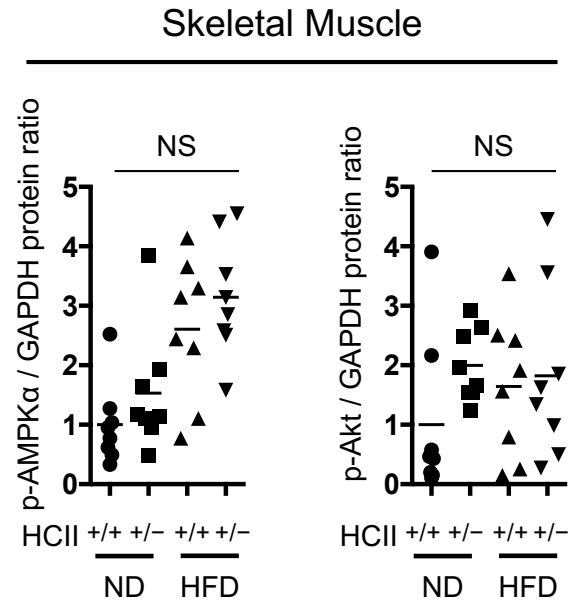 Skeletal Muscle
p-AMPKα / GAPDH protein ratio
NS
5
4
3
2
1
0
HCII +/+ +/− +/+ +/−
ND HFD
p-Akt / GAPDH protein ratio
NS
5
4
3
2
1
0
HCII +/+ +/− +/+ +/−
ND HFD